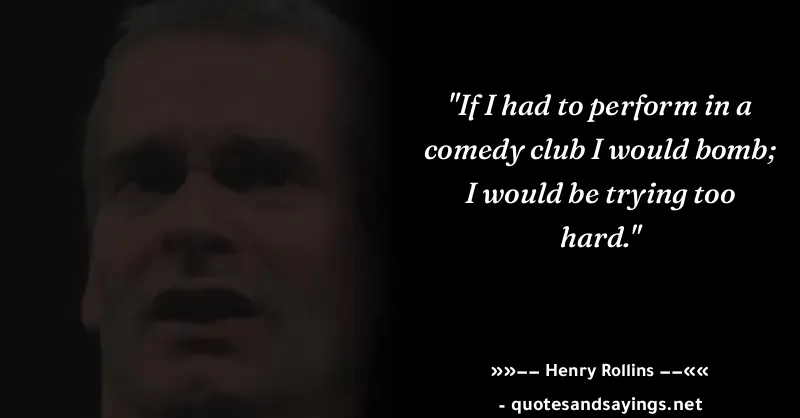 "If I had to perform in a
comedy club I would bomb;
I would be trying too
hard."
»»—— Henry Rollins ——««
- quotesandsayings.net